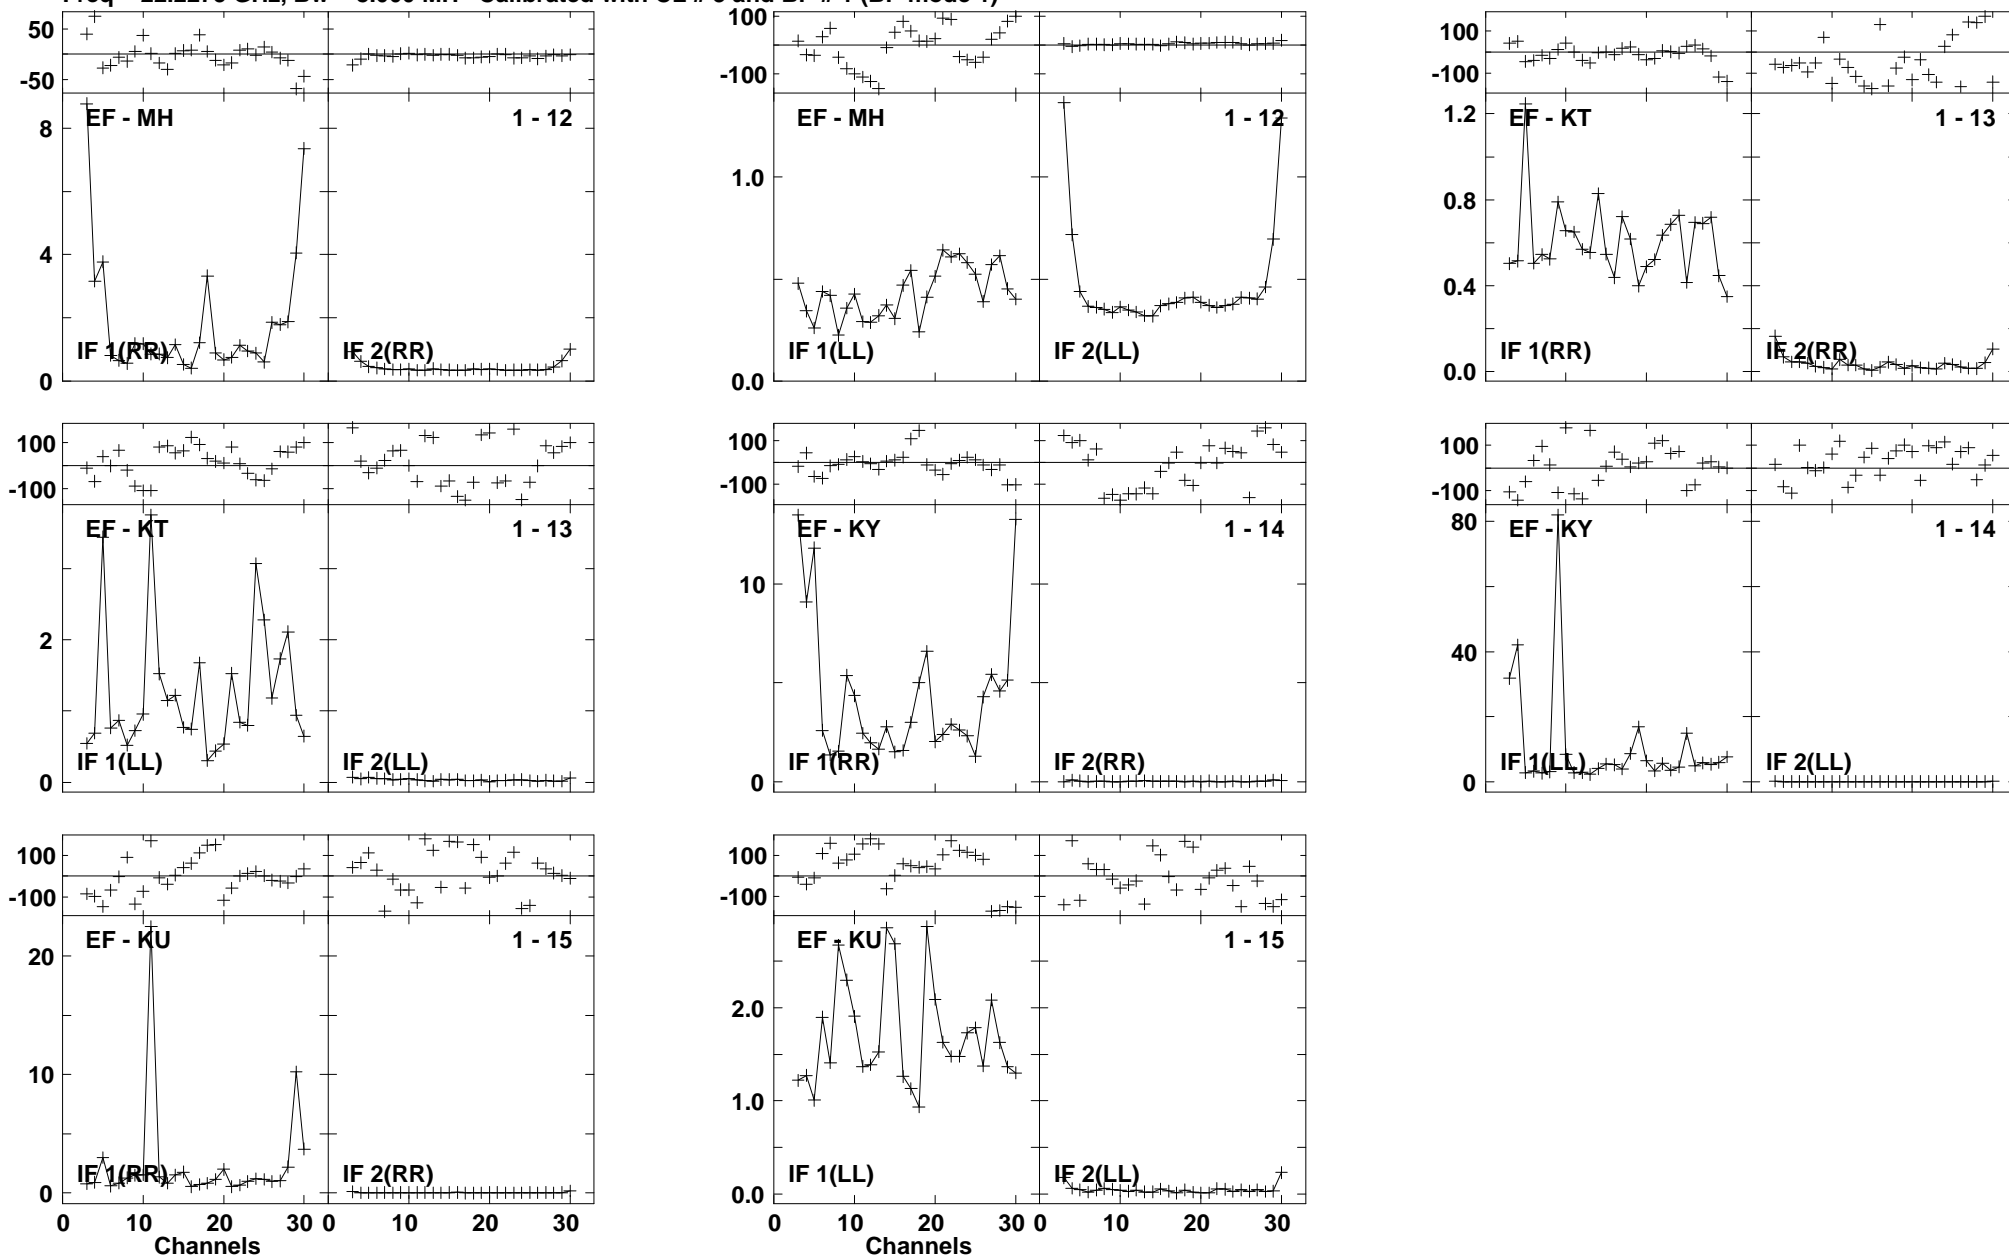 50
-50
EF - MH
1 - 12
8
4
0
IF 1(RR)
IF 2(RR)
100
-100
EF - MH
1 - 12
1.0
0.0
IF 1(LL)
IF 2(LL)
100
-100
EF - KT
1 - 13
1.2
0.8
0.4
0.0
IF 1(RR)
IF 2(RR)
100
-100
EF - KT
1 - 13
2
0
IF 1(LL)
IF 2(LL)
100
-100
EF - KY
1 - 14
10
0
IF 1(RR)
IF 2(RR)
100
-100
EF - KY
1 - 14
80
40
0
IF 1(LL)
IF 2(LL)
100
-100
EF - KU
1 - 15
20
10
0
IF 1(RR)
IF 2(RR)
0 10 20 30 0 10 20 30
Channels
100
-100
EF - KU
1 - 15
2.0
1.0
0.0
IF 1(LL)
IF 2(LL)
0 10 20 30 0 10 20 30
Channels